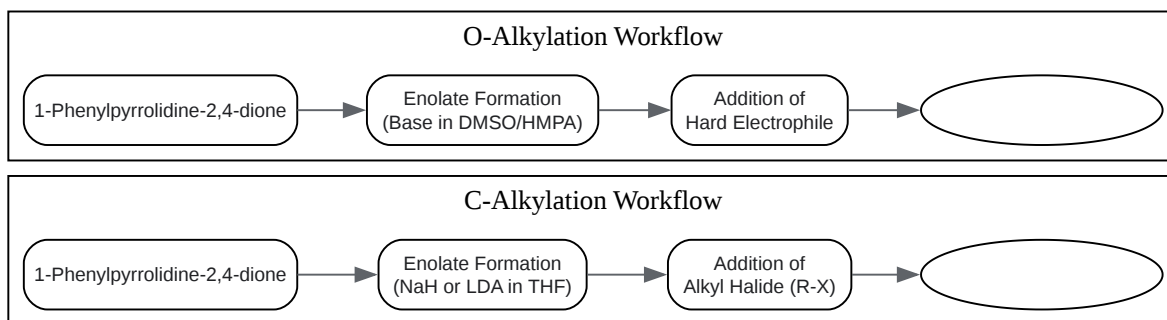 O-Alkylation Workflow
1-Phenylpyrrolidine-2,4-dione
Enolate Formation
(Base in DMSO/HMPA)
Addition of
Hard Electrophile
C-Alkylation Workflow
1-Phenylpyrrolidine-2,4-dione
Enolate Formation
(NaH or LDA in THF)
Addition of
Alkyl Halide (R-X)